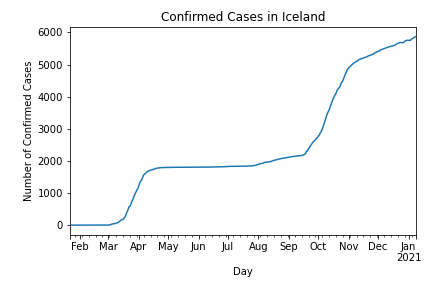 Confirmed Cases in Iceland
Number of Confirmed Cases
6000
5000
4000
3000
2000
1000
0
Feb Mar Apr May Jun Jul Aug Sep Oct Nov Dec Jan
2021
Day